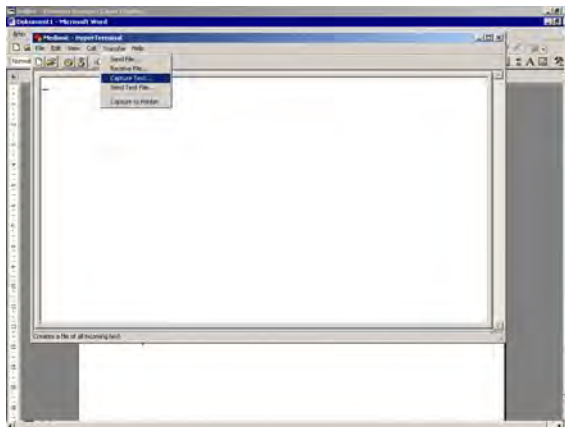 Dokument1 - Microsoft Word
HyperTerminal
File Edit View Call Transfer Help
Normal
Send File...
Receive File...
Capture Text...
Send Text File...
Capture to Printer
Creates a file of all incoming text